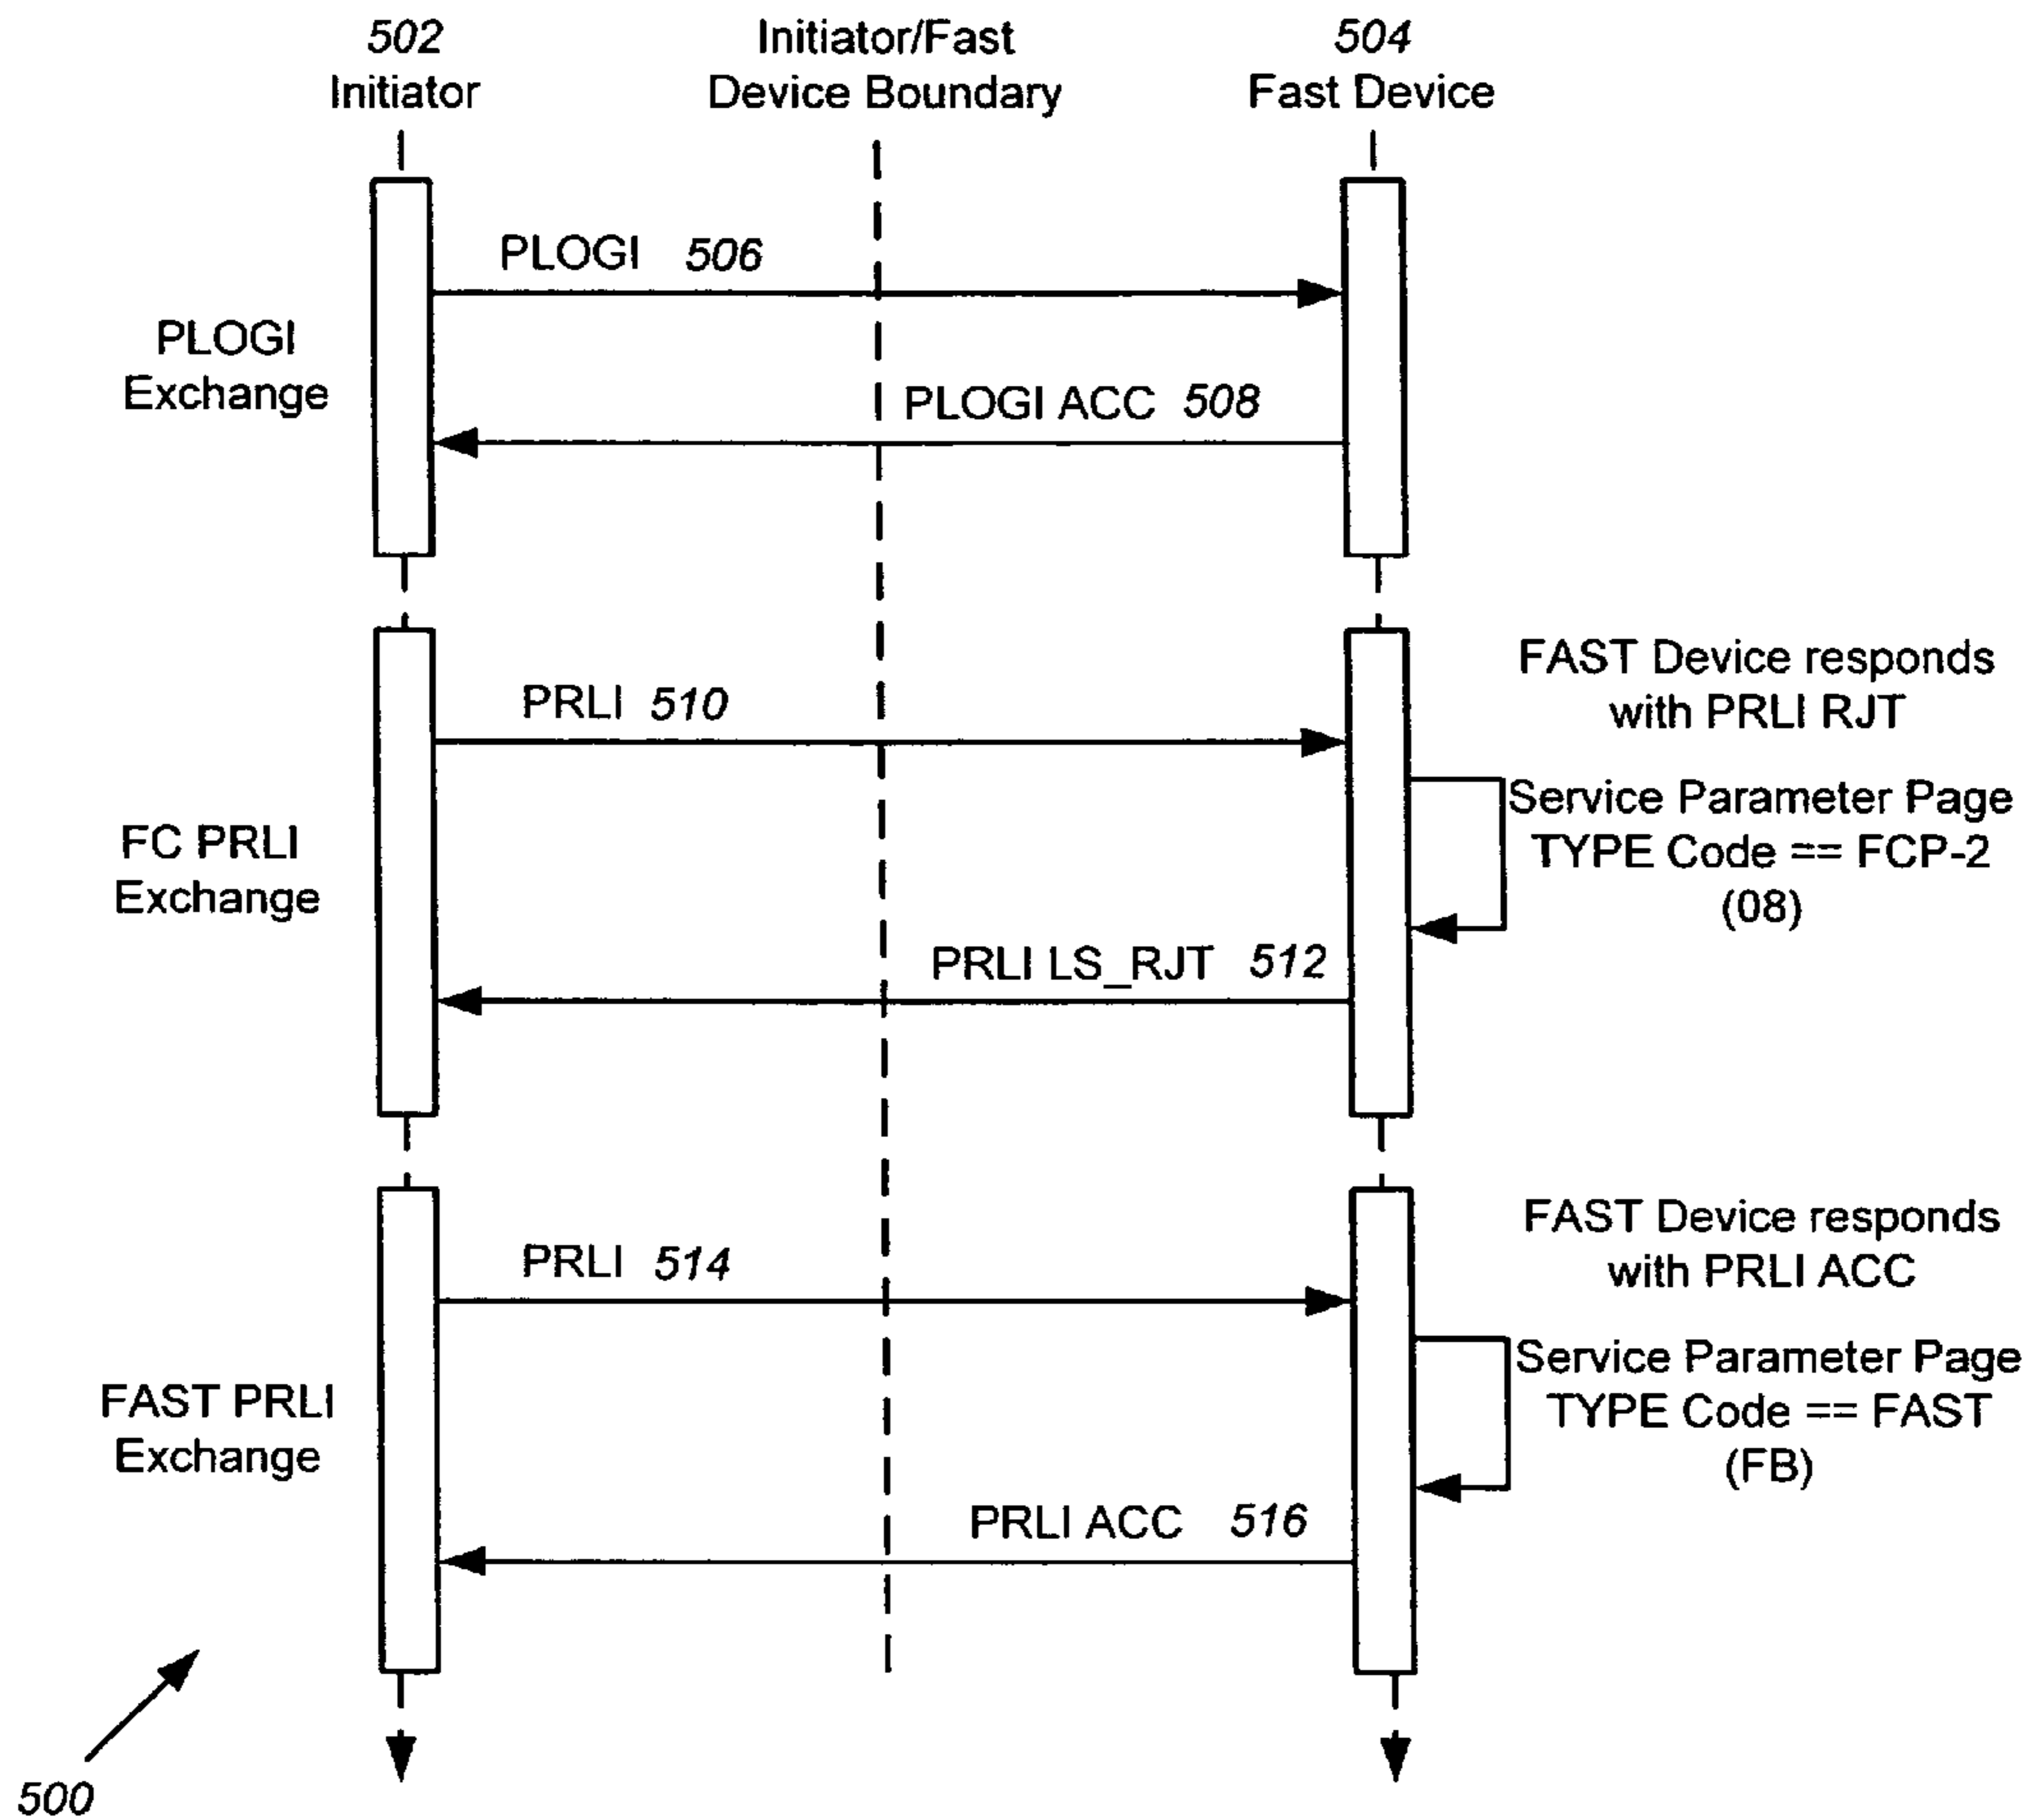 502
Initiator
Initiator/Fast
Device Boundary
504
Fast Device
PLOGI 506
PLOGI
Exchange
PLOGI ACC 508
PRLI 510
FAST Device responds
with PRLI RJT
Service Parameter Page
TYPE Code == FCP-2
(08)
FC PRLI
Exchange
PRLI LS_RJT 512
PRLI 514
FAST Device responds
with PRLI ACC
Service Parameter Page
TYPE Code == FAST
(FB)
FAST PRLI
Exchange
PRLI ACC 516
500